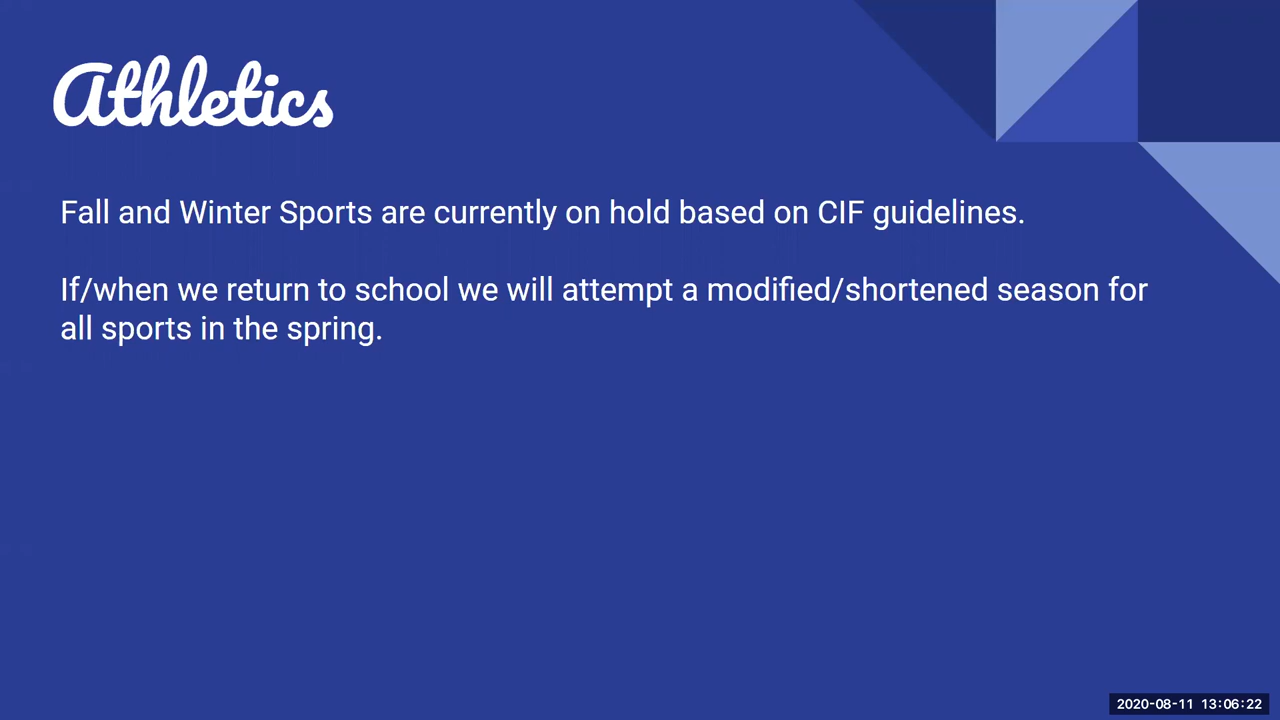 Athletics
Fall and Winter Sports are currently on hold based on CIF guidelines.
If/when we return to school we will attempt a modified/shortened season for
all sports in the spring.
2020-08-11 13:06:22